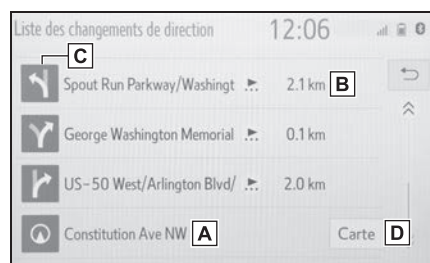 Liste des changements de direction 12:06 0
C
Spout Run Parkway/Washingt 2.1 km B
George Washington Memorial 0.1 km
US-50 West/Arlington Blvd/ 2.0 km
Constitution Ave NW A Carte D